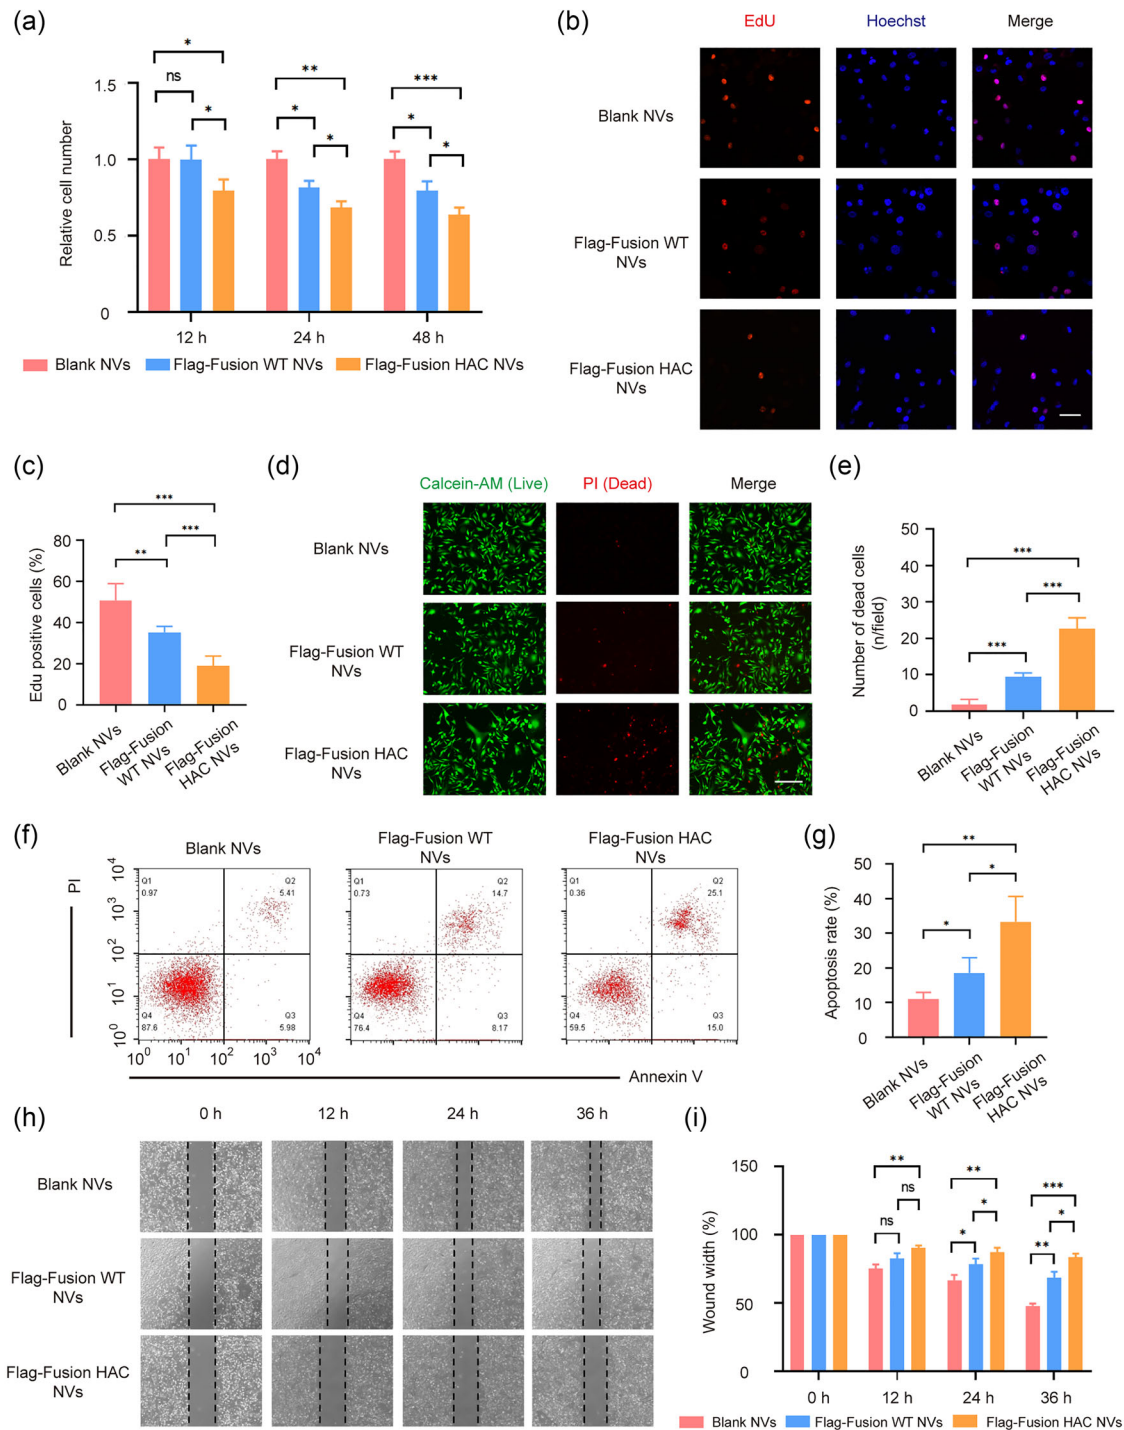 (a)
1.5
1.0
0.5
0
Relative cell number
*
ns
*
**
*
*
***
*
*
12 h
24 h
48 h
Blank NVs
Flag-Fusion WT NVs
Flag-Fusion HAC NVs
(b)
EdU
Hoechst
Merge
Blank NVs
Flag-Fusion WT
NVs
Flag-Fusion HAC
NVs
(c)
***
***
**
80
60
40
20
0
Edu positive cells (%)
Blank NVs
Flag-Fusion
WT NVs
Flag-Fusion
HAC NVs
(d)
Calcein-AM (Live)
PI (Dead)
Merge
Blank NVs
Flag-Fusion WT
NVs
Flag-Fusion HAC
NVs
(e)
50
40
30
20
10
0
Number of dead cells
(n/field)
***
***
***
Blank NVs
Flag-Fusion
WT NVs
Flag-Fusion
HAC NVs
(f)
Blank NVs
Flag-Fusion WT
NVs
Flag-Fusion HAC
NVs
PI
10⁴
10³
10²
10¹
10⁰
Q1
0.97
Q2
5.41
Q4
87.6
Q3
5.98
Q1
0.73
Q2
14.7
Q4
76.4
Q3
8.17
Q1
0.36
Q2
25.1
Q4
59.5
Q3
15.0
10⁰ 10¹ 10² 10³ 10⁴
Annexin V
(g)
50
40
30
20
10
0
Apoptosis rate (%)
**
*
*
Blank NVs
Flag-Fusion
WT NVs
Flag-Fusion
HAC NVs
(h)
0 h
12 h
24 h
36 h
Blank NVs
Flag-Fusion WT
NVs
Flag-Fusion HAC
NVs
(i)
150
100
50
0
Wound width (%)
**
ns
ns
**
*
*
***
*
**
0 h
12 h
24 h
36 h
Blank NVs
Flag-Fusion WT NVs
Flag-Fusion HAC NVs